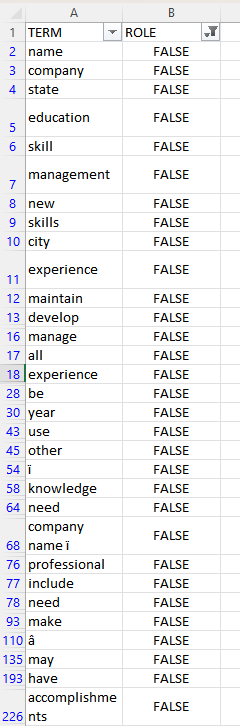 A B
1 TERM ROLE
2 name FALSE
3 company FALSE
4 state FALSE
5 education FALSE
6 skill FALSE
7 management FALSE
8 new FALSE
9 skills FALSE
10 city FALSE
11 experience FALSE
12 maintain FALSE
13 develop FALSE
16 manage FALSE
17 all FALSE
18 experience FALSE
28 be FALSE
30 year FALSE
43 use FALSE
45 other FALSE
54 ï FALSE
58 knowledge FALSE
64 need FALSE
company
68 name ï FALSE
76 professional FALSE
77 include FALSE
78 need FALSE
93 make FALSE
110 â FALSE
135 may FALSE
193 have FALSE
accomplishme
226 nts FALSE